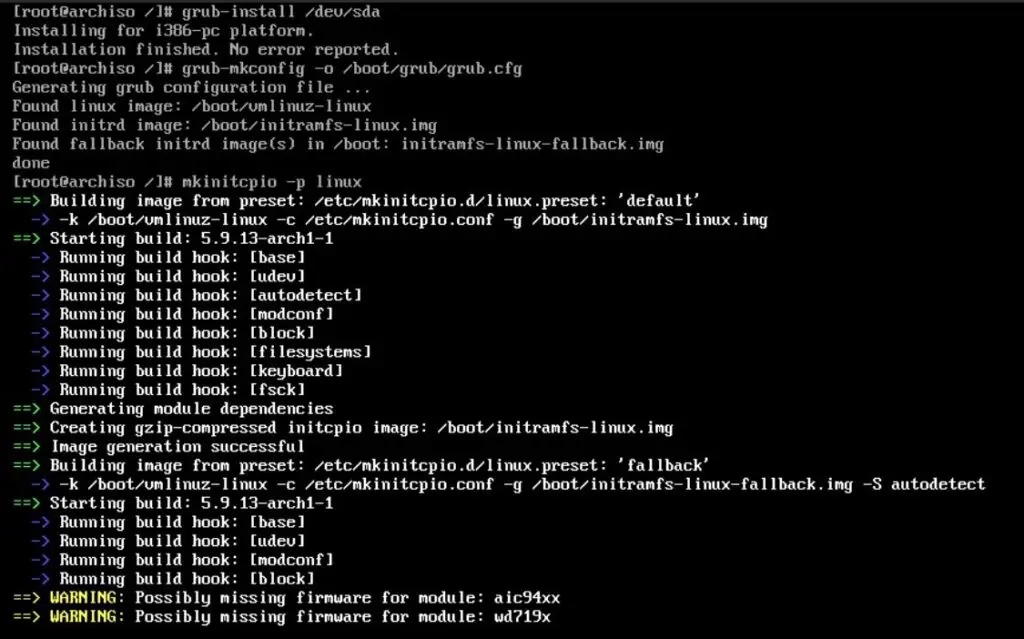 [root@archiso /]# grub-install /dev/sda
Installing for i386-pc platform.
Installation finished. No error reported.
[root@archiso /]# grub-mkconfig -o /boot/grub/grub.cfg
Generating grub configuration file ...
Found linux image: /boot/vmlinuz-linux
Found initrd image: /boot/initramfs-linux.img
Found fallback initrd image(s) in /boot: initramfs-linux-fallback.img
done
[root@archiso /]# mkinitcpio -p linux
==> Building image from preset: /etc/mkinitcpio.d/linux.preset: 'default'
  -> -k /boot/vmlinuz-linux -c /etc/mkinitcpio.conf -g /boot/initramfs-linux.img
==> Starting build: 5.9.13-arch1-1
  -> Running build hook: [base]
  -> Running build hook: [udev]
  -> Running build hook: [autodetect]
  -> Running build hook: [modconf]
  -> Running build hook: [block]
  -> Running build hook: [filesystems]
  -> Running build hook: [keyboard]
  -> Running build hook: [fsck]
==> Generating module dependencies
==> Creating gzip-compressed initcpio image: /boot/initramfs-linux.img
==> Image generation successful
==> Building image from preset: /etc/mkinitcpio.d/linux.preset: 'fallback'
  -> -k /boot/vmlinuz-linux -c /etc/mkinitcpio.conf -g /boot/initramfs-linux-fallback.img -S autodetect
==> Starting build: 5.9.13-arch1-1
  -> Running build hook: [base]
  -> Running build hook: [udev]
  -> Running build hook: [modconf]
  -> Running build hook: [block]
==> WARNING: Possibly missing firmware for module: aic94xx
==> WARNING: Possibly missing firmware for module: wd719x